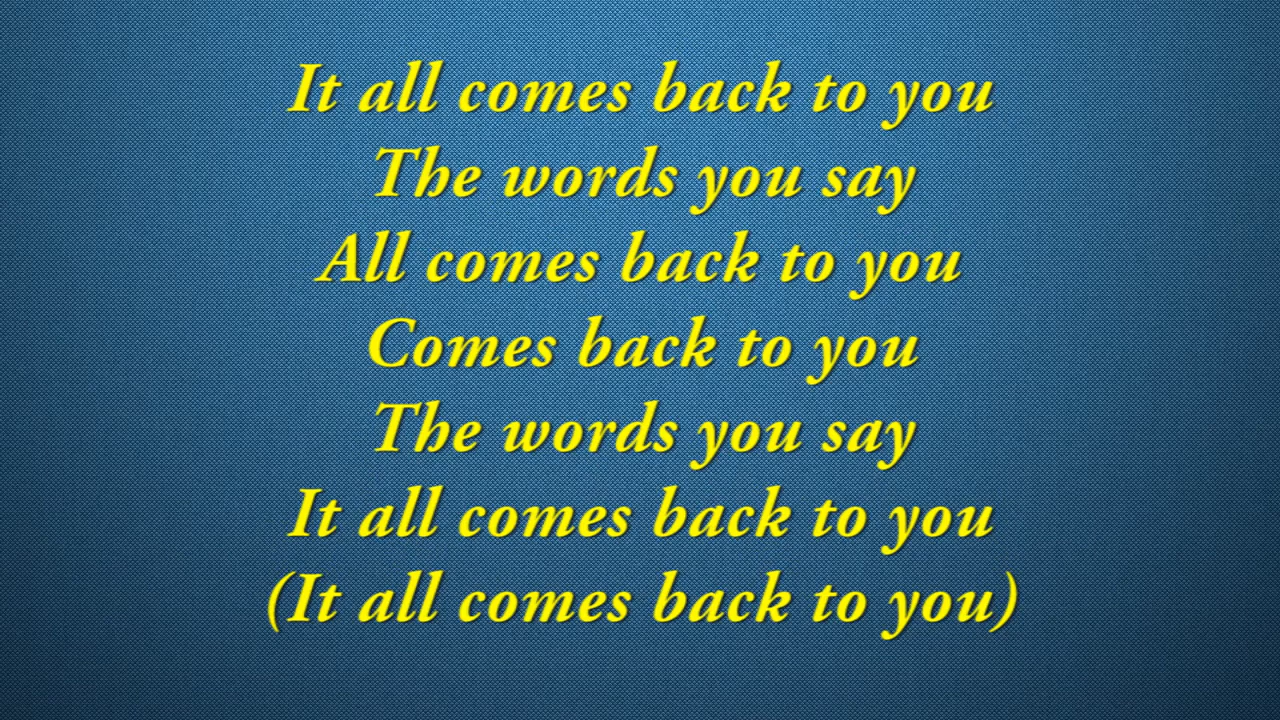 It all comes back to you
The words you say
All comes back to you
Comes back to you
The words you say
It all comes back to you
(It all comes back to you)